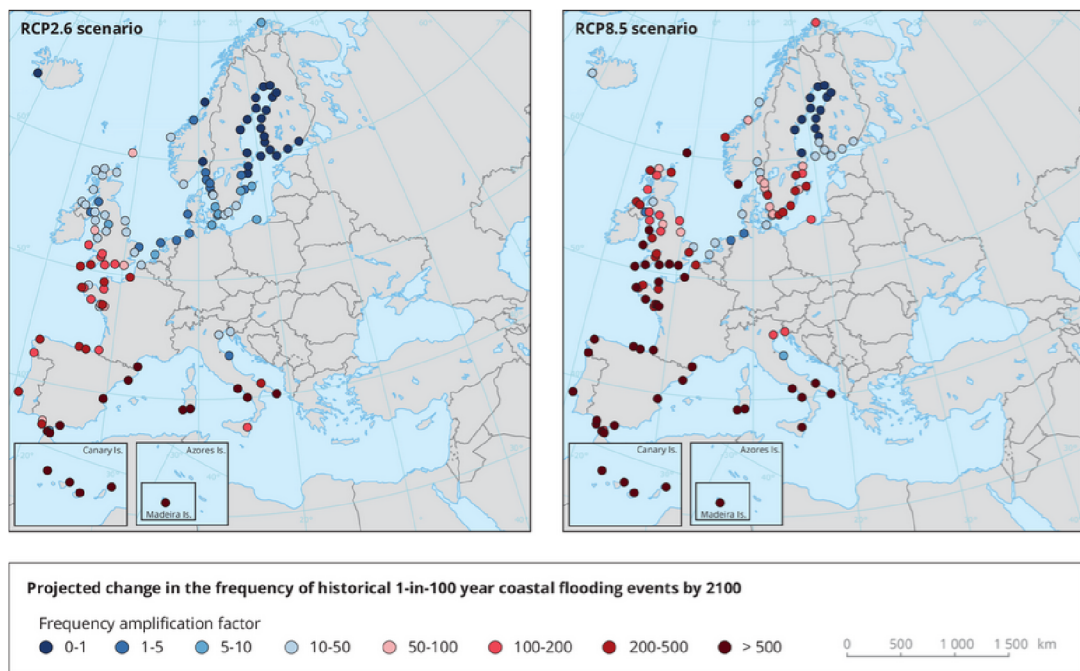 RCP2.6 scenario
Canary Is.
Azores Is.
Madeira Is.
RCP8.5 scenario
Canary Is.
Azores Is.
Madeira Is.
Projected change in the frequency of historical 1-in-100 year coastal flooding events by 2100
Frequency amplification factor
0-1 1-5 5-10 10-50 50-100 100-200 200-500 > 500
0 500 1 000 1 500 km